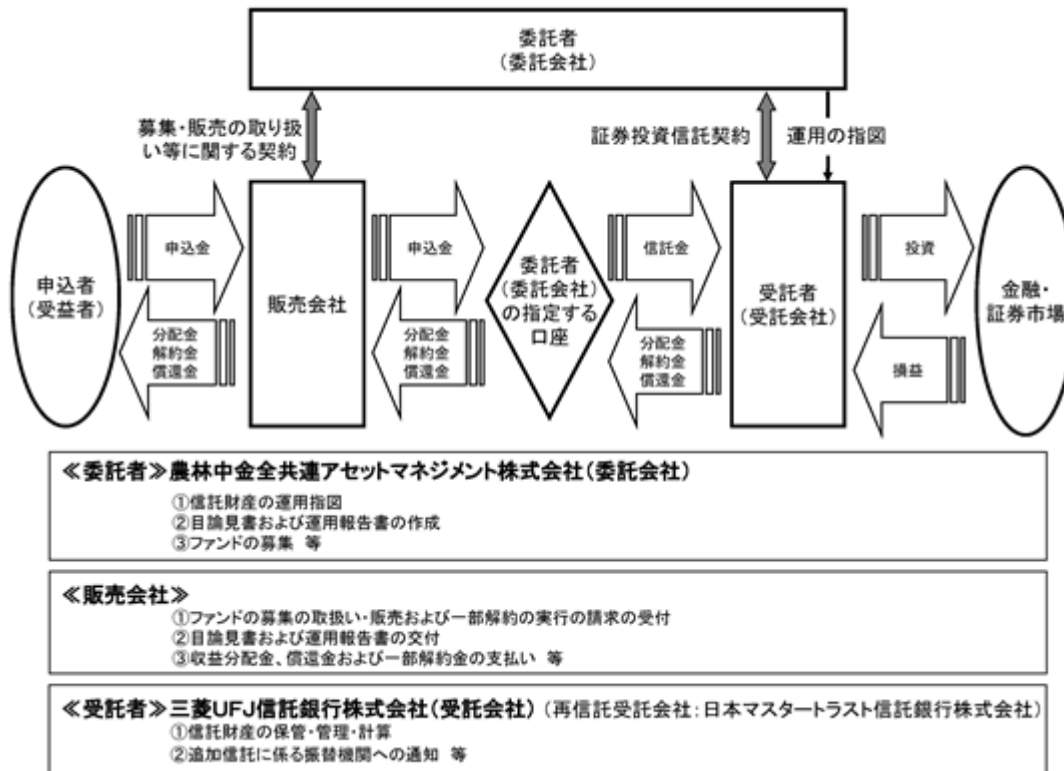 委託者
(委託会社)
募集・販売の取り扱
い等に関する契約
証券投資信託契約
運用の指図
申込者
(受益者)
申込金
分配金
解約金
償還金
販売会社
申込金
分配金
解約金
償還金
委託者
(委託会社)
の指定する
口座
信託金
分配金
解約金
償還金
受託者
(受託会社)
投資
損益
金融・
証券市場
≪委託者≫農林中金全共連アセットマネジメント株式会社(委託会社)
①信託財産の運用指図
②目論見書および運用報告書の作成
③ファンドの募集 等
≪販売会社≫
①ファンドの募集の取扱い・販売および一部解約の実行の請求の受付
②目論見書および運用報告書の交付
③収益分配金、償還金および一部解約金の支払い 等
≪受託者≫三菱UFJ信託銀行株式会社(受託会社) (再信託受託会社:日本マスタートラスト信託銀行株式会社)
①信託財産の保管・管理・計算
②追加信託に係る振替機関への通知 等